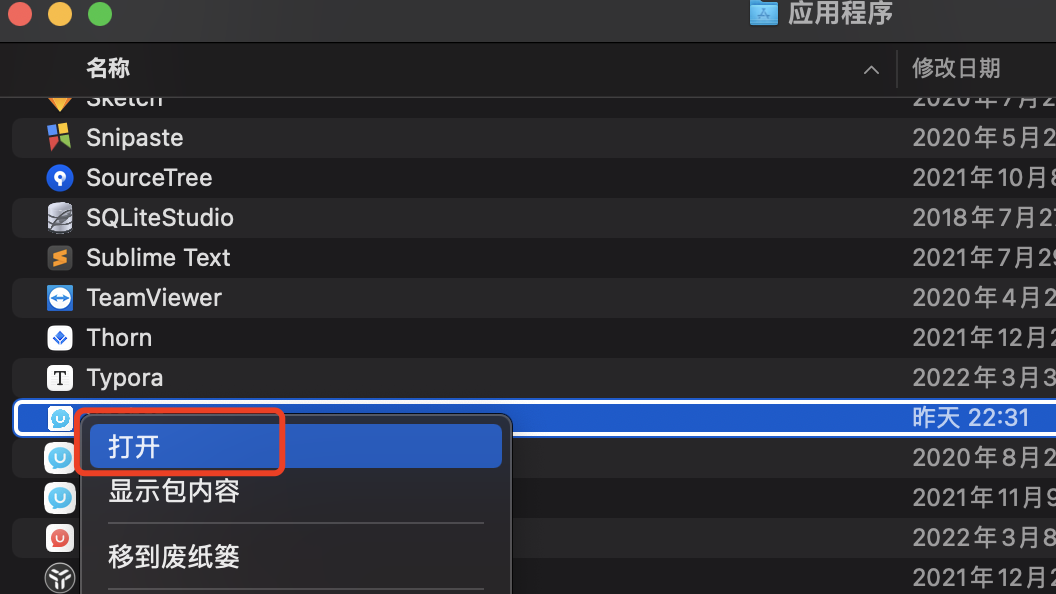 应用程序
名称 修改日期
Sketch 2020年7月2
Snipaste 2020年5月2
SourceTree 2021年10月8
SQLiteStudio 2018年7月27
Sublime Text 2021年7月29
TeamViewer 2020年4月2
Thorn 2021年12月2
Typora 2022年3月3
昨天 22:31
打开
2020年8月2
显示包内容
2021年11月9
2022年3月8
移到废纸篓
2021年12月2